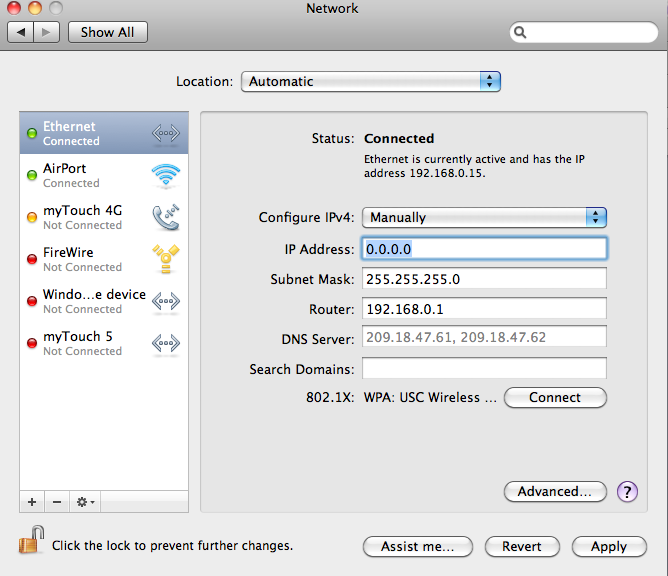 Network
Show All
Location: Automatic
Ethernet
Connected
AirPort
Connected
myTouch 4G
Not Connected
FireWire
Not Connected
Windo...e device
Not Connected
myTouch 5
Not Connected
Status: Connected
Ethernet is currently active and has the IP
address 192.168.0.15.
Configure IPv4: Manually
IP Address: 0.0.0.0
Subnet Mask: 255.255.255.0
Router: 192.168.0.1
DNS Server: 209.18.47.61, 209.18.47.62
Search Domains:
802.1X: WPA: USC Wireless ... Connect
Advanced... ?
Click the lock to prevent further changes.
Assist me... Revert Apply